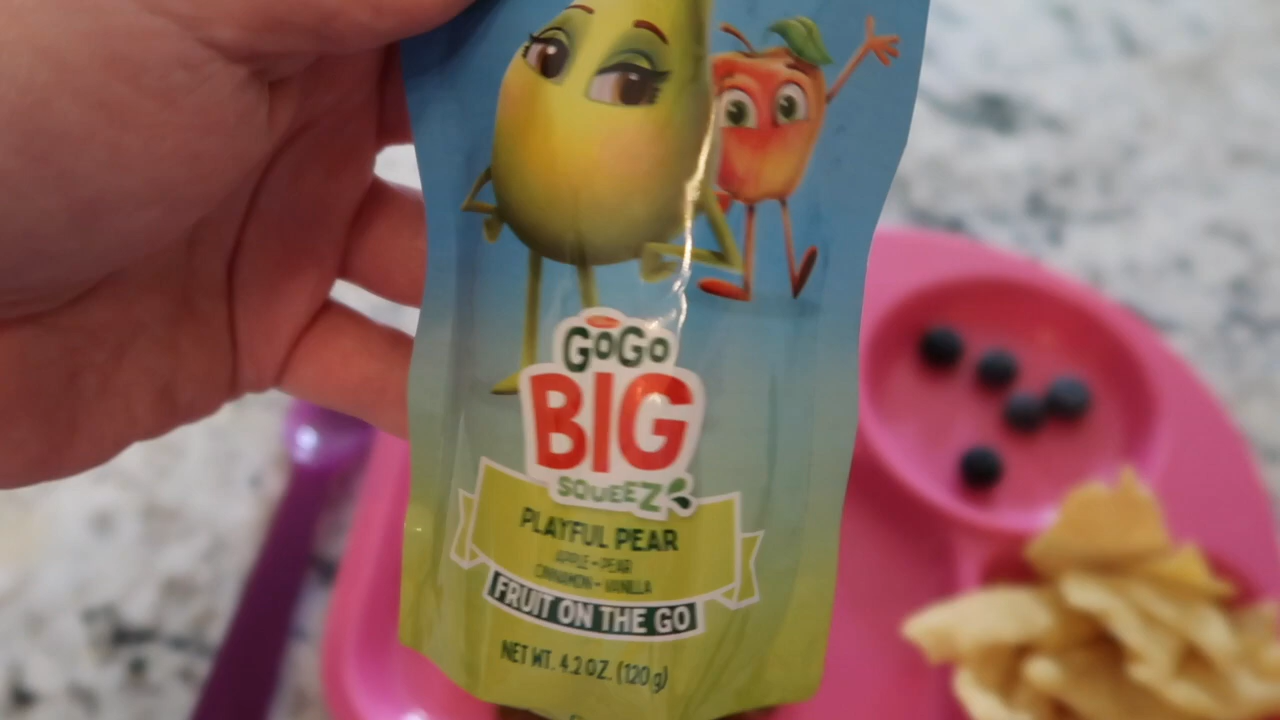 GOGO
BIG
SQUEEZ
PLAYFUL PEAR
APPLE • PEAR
CINNAMON • VANILLA
FRUIT ON THE GO
NET WT. 4.2 OZ. (120 g)